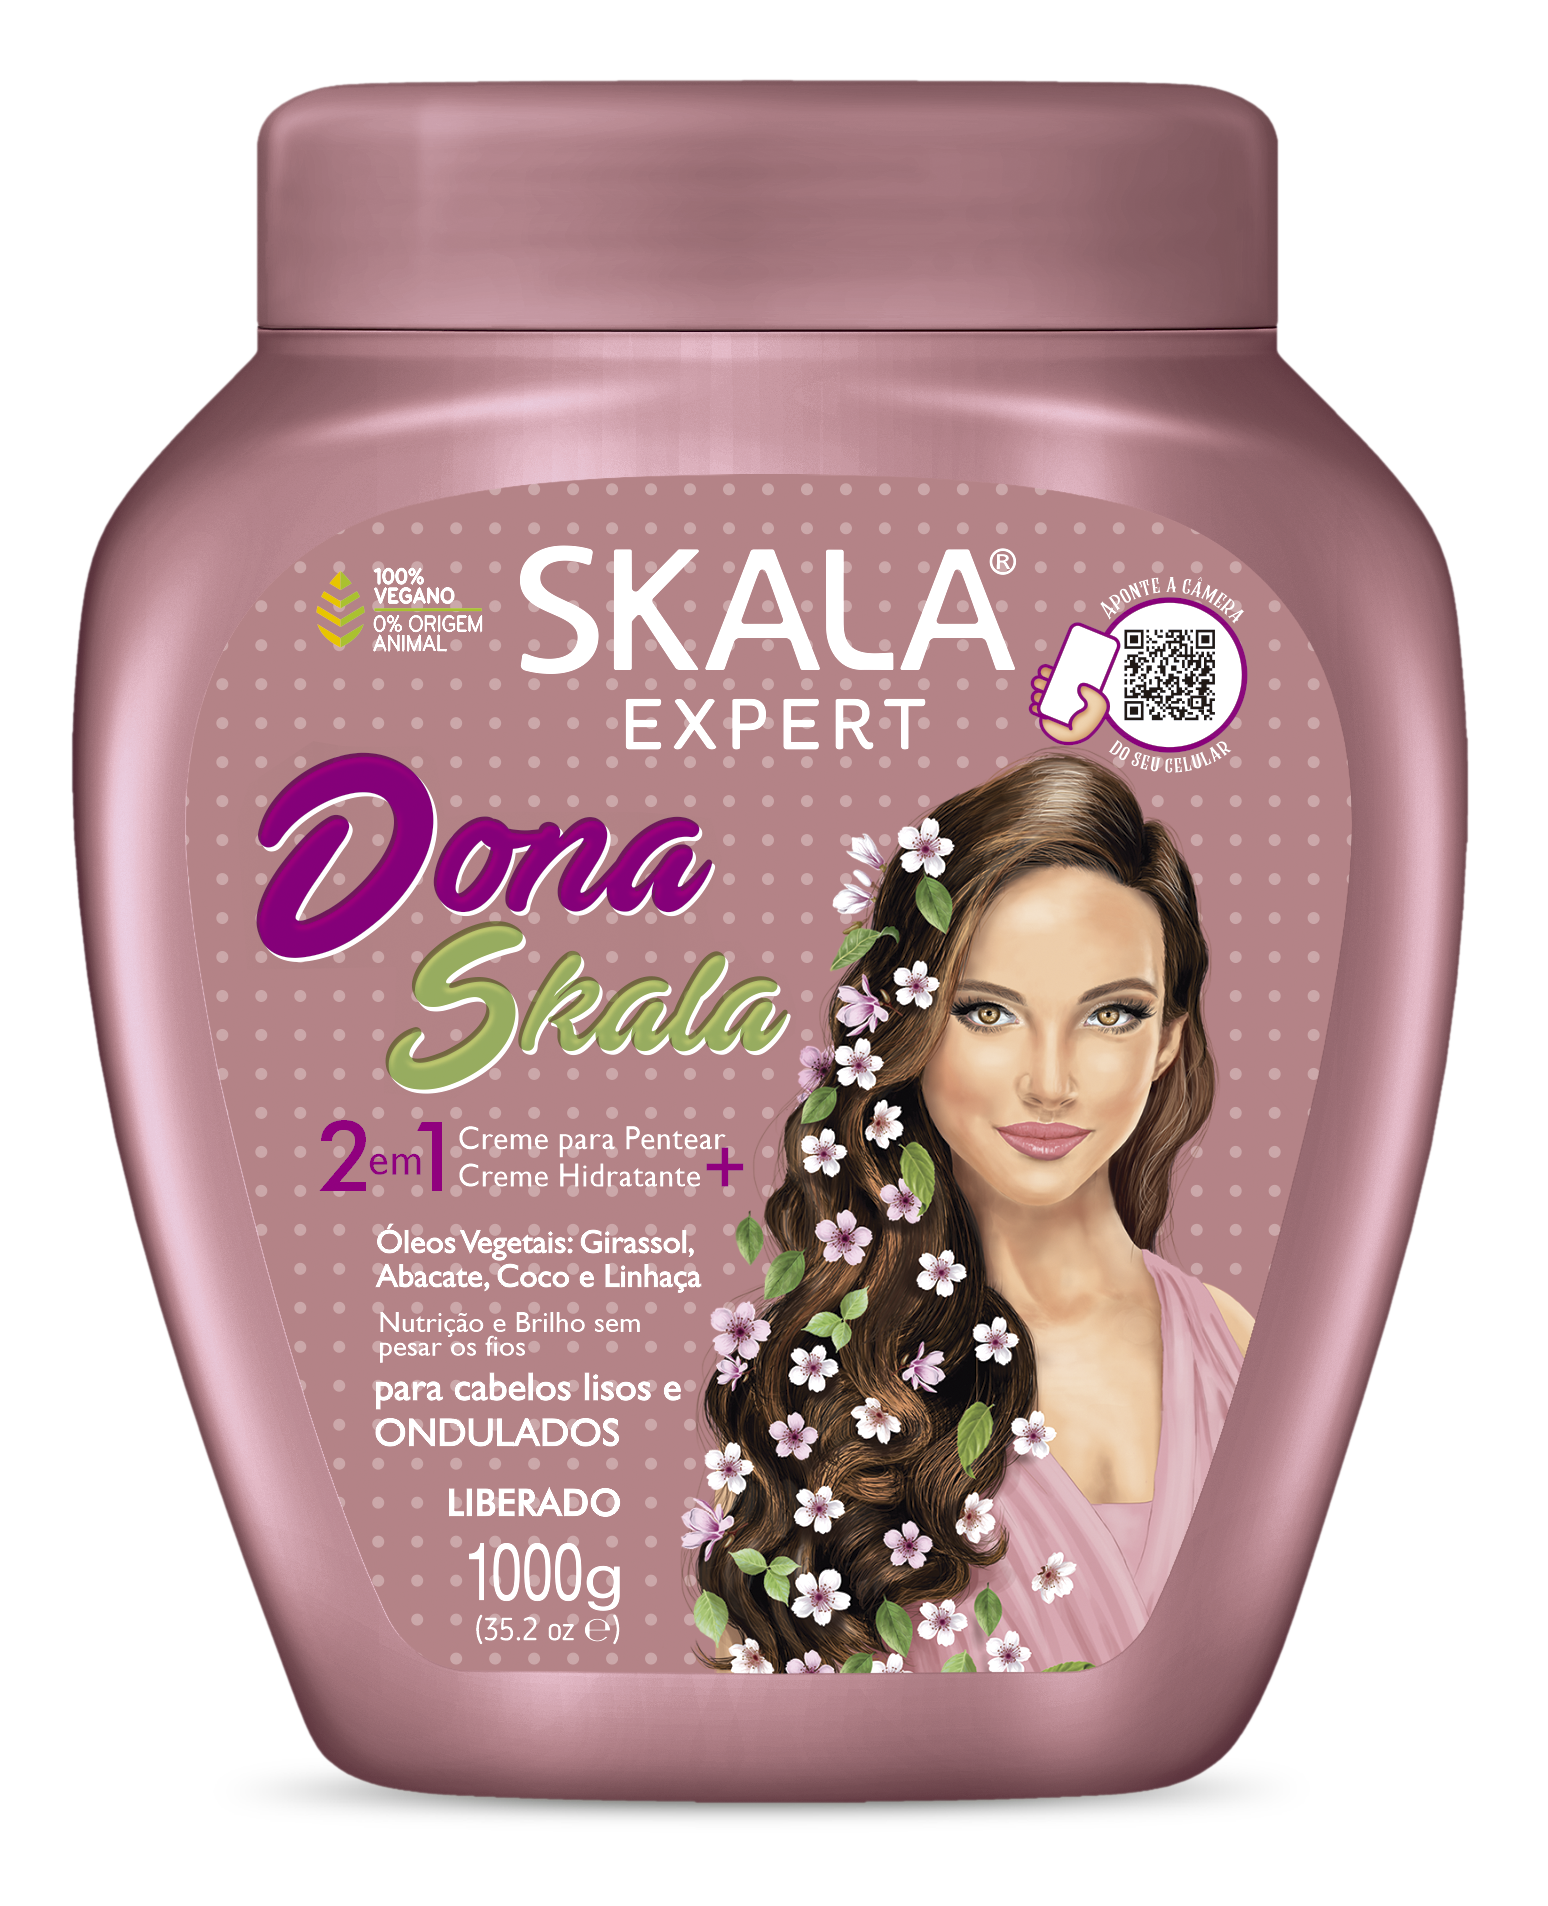 100%
VEGANO
0% ORIGEM
ANIMAL
SKALA®
EXPERT
APONTE A CÂMERA
DO SEU CELULAR
Dona
Skala
2em1
Creme para Pentear
Creme Hidratante +
Óleos Vegetais: Girassol,
Abacate, Coco e Linhaça
Nutrição e Brilho sem
pesar os fios
para cabelos lisos e
ONDULADOS
LIBERADO
1000g
(35.2 oz ℮)